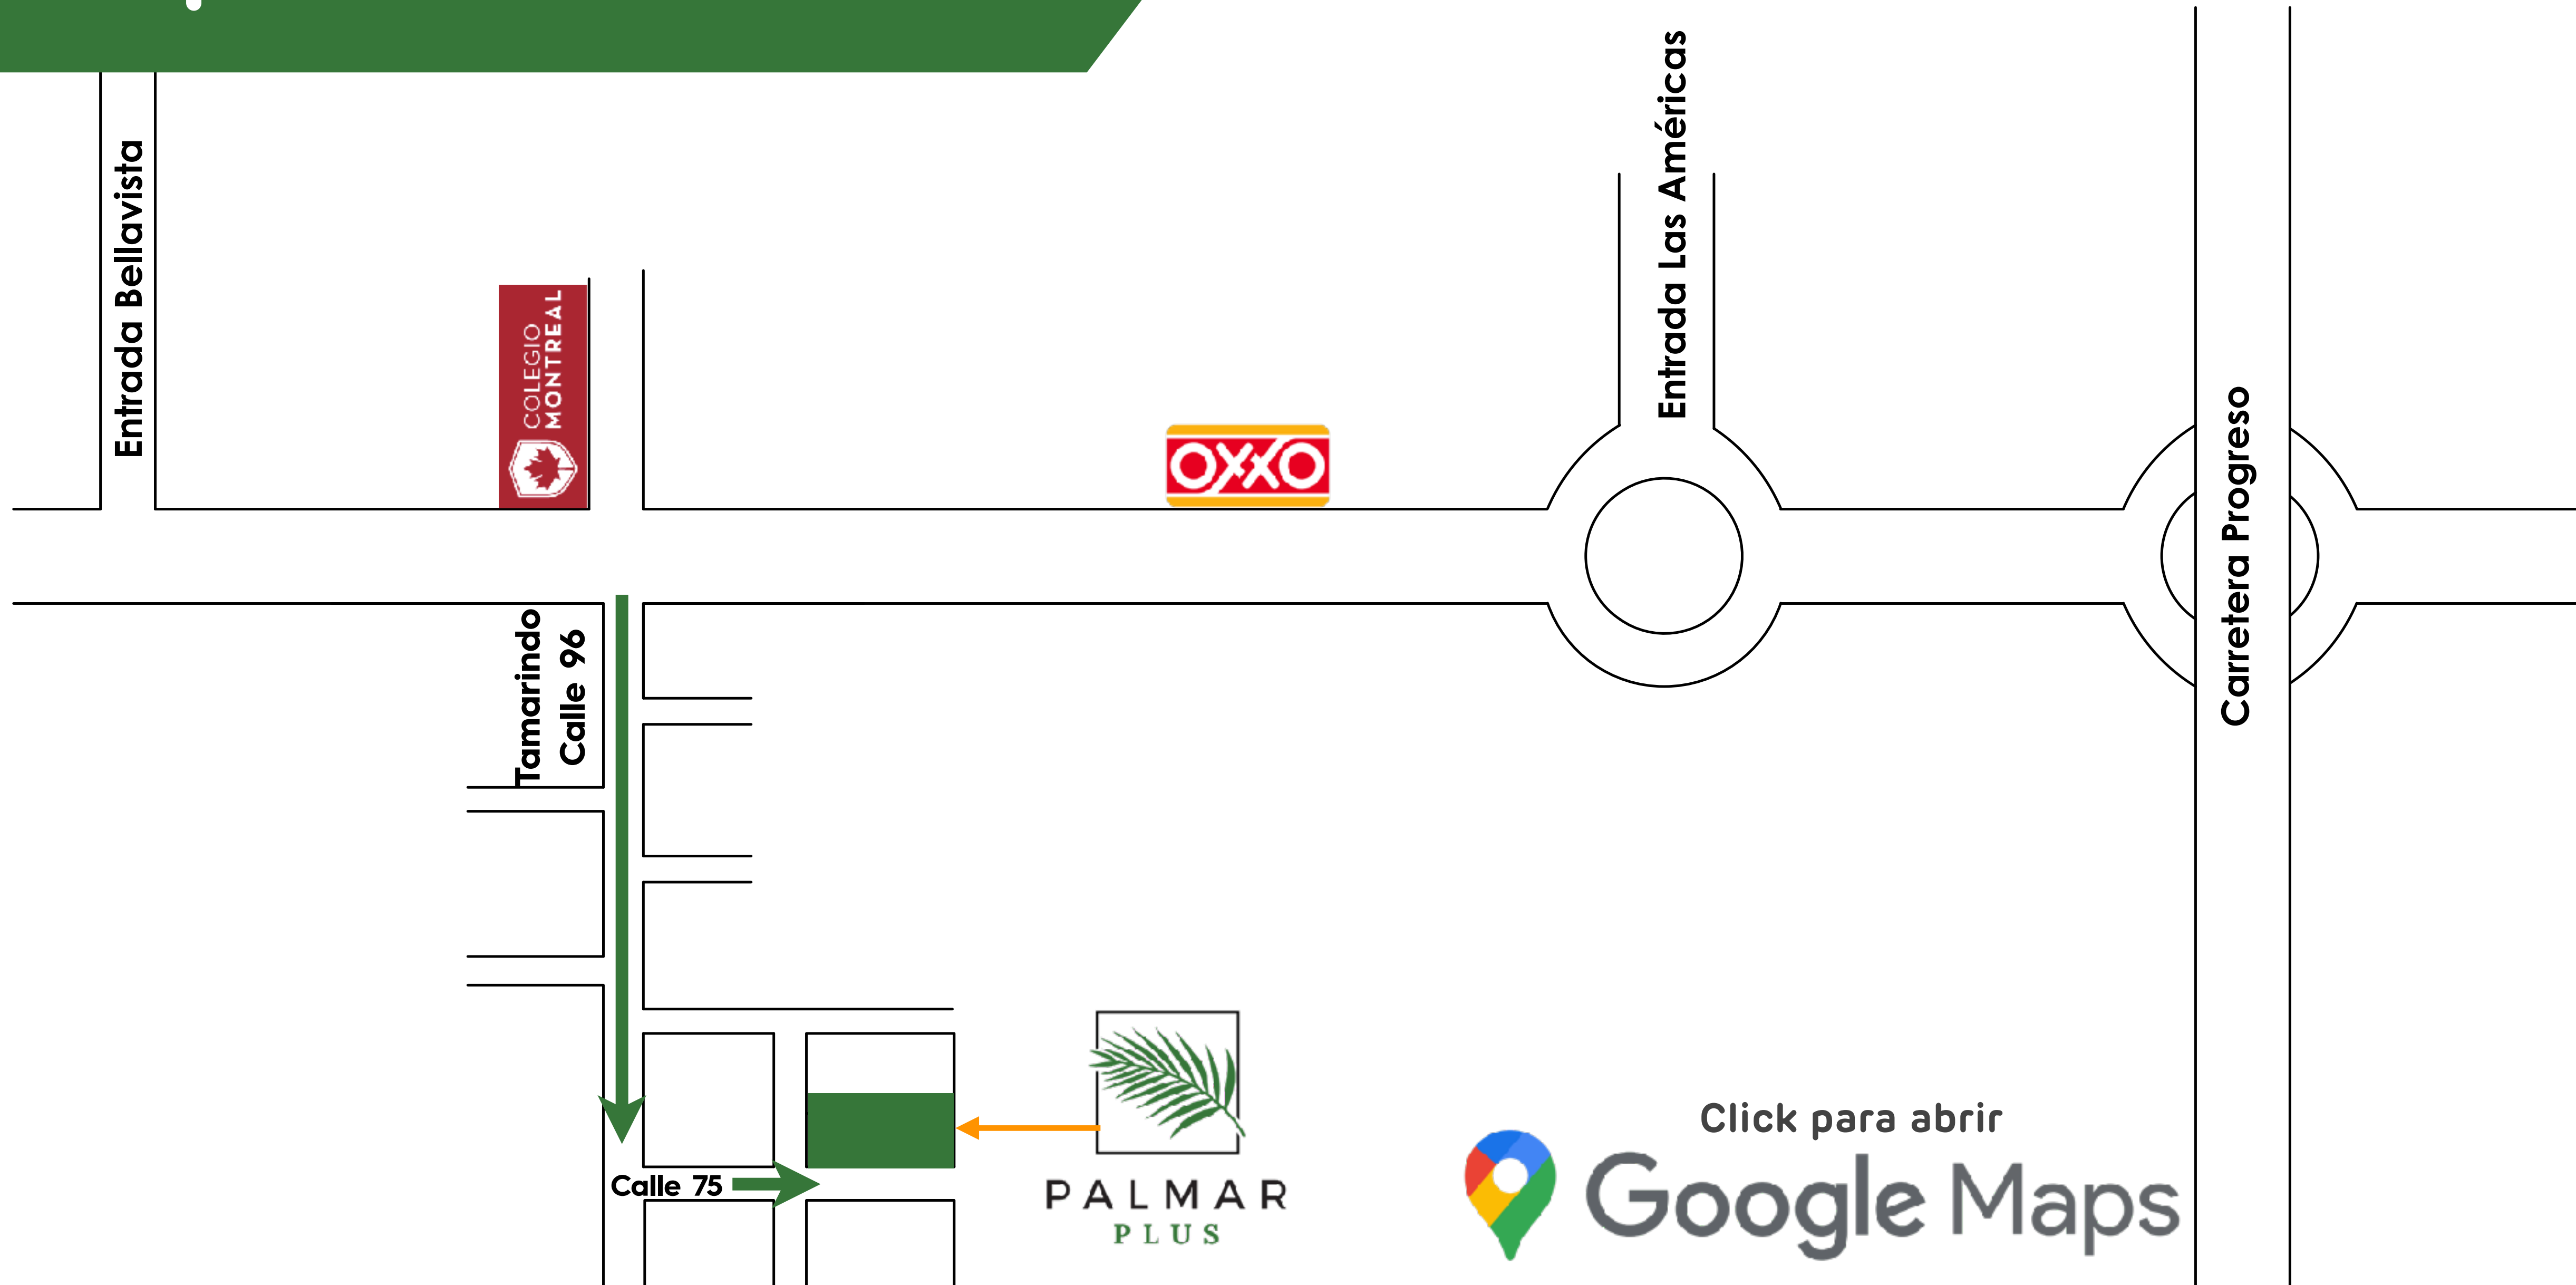 Entrada Bellavista
COLEGIO
MONTREAL
OXXO
Entrada Las Américas
Carretera Progreso
Tamarindo
Calle 96
Calle 75
PALMAR
PLUS
Click para abrir
Google Maps